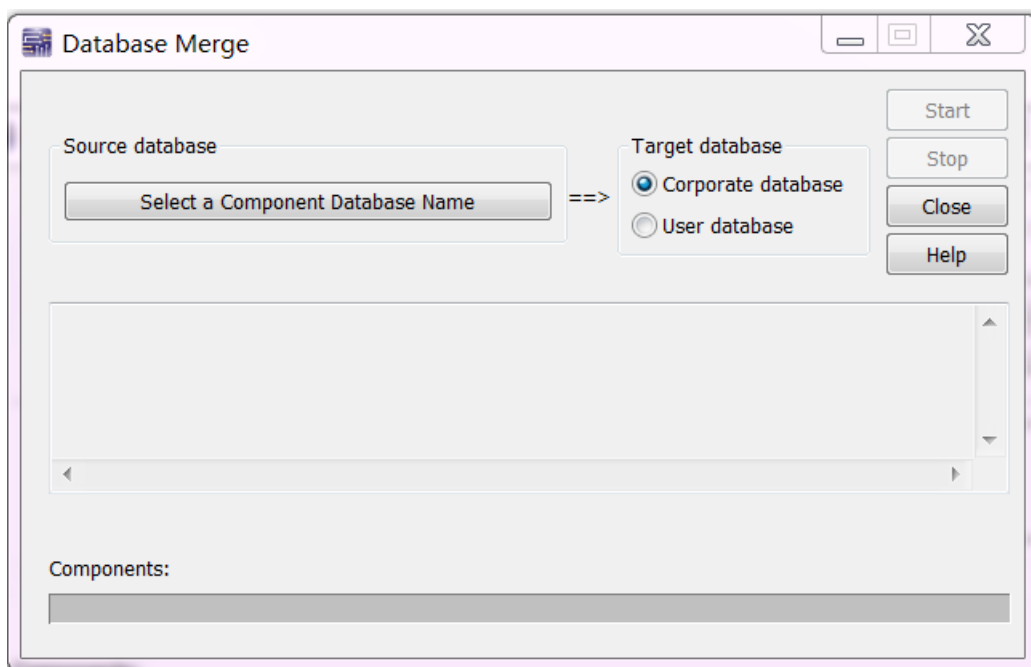 Database Merge
Start
Source database
Target database
Stop
Select a Component Database Name
==>
Corporate database
Close
User database
Help
Components: